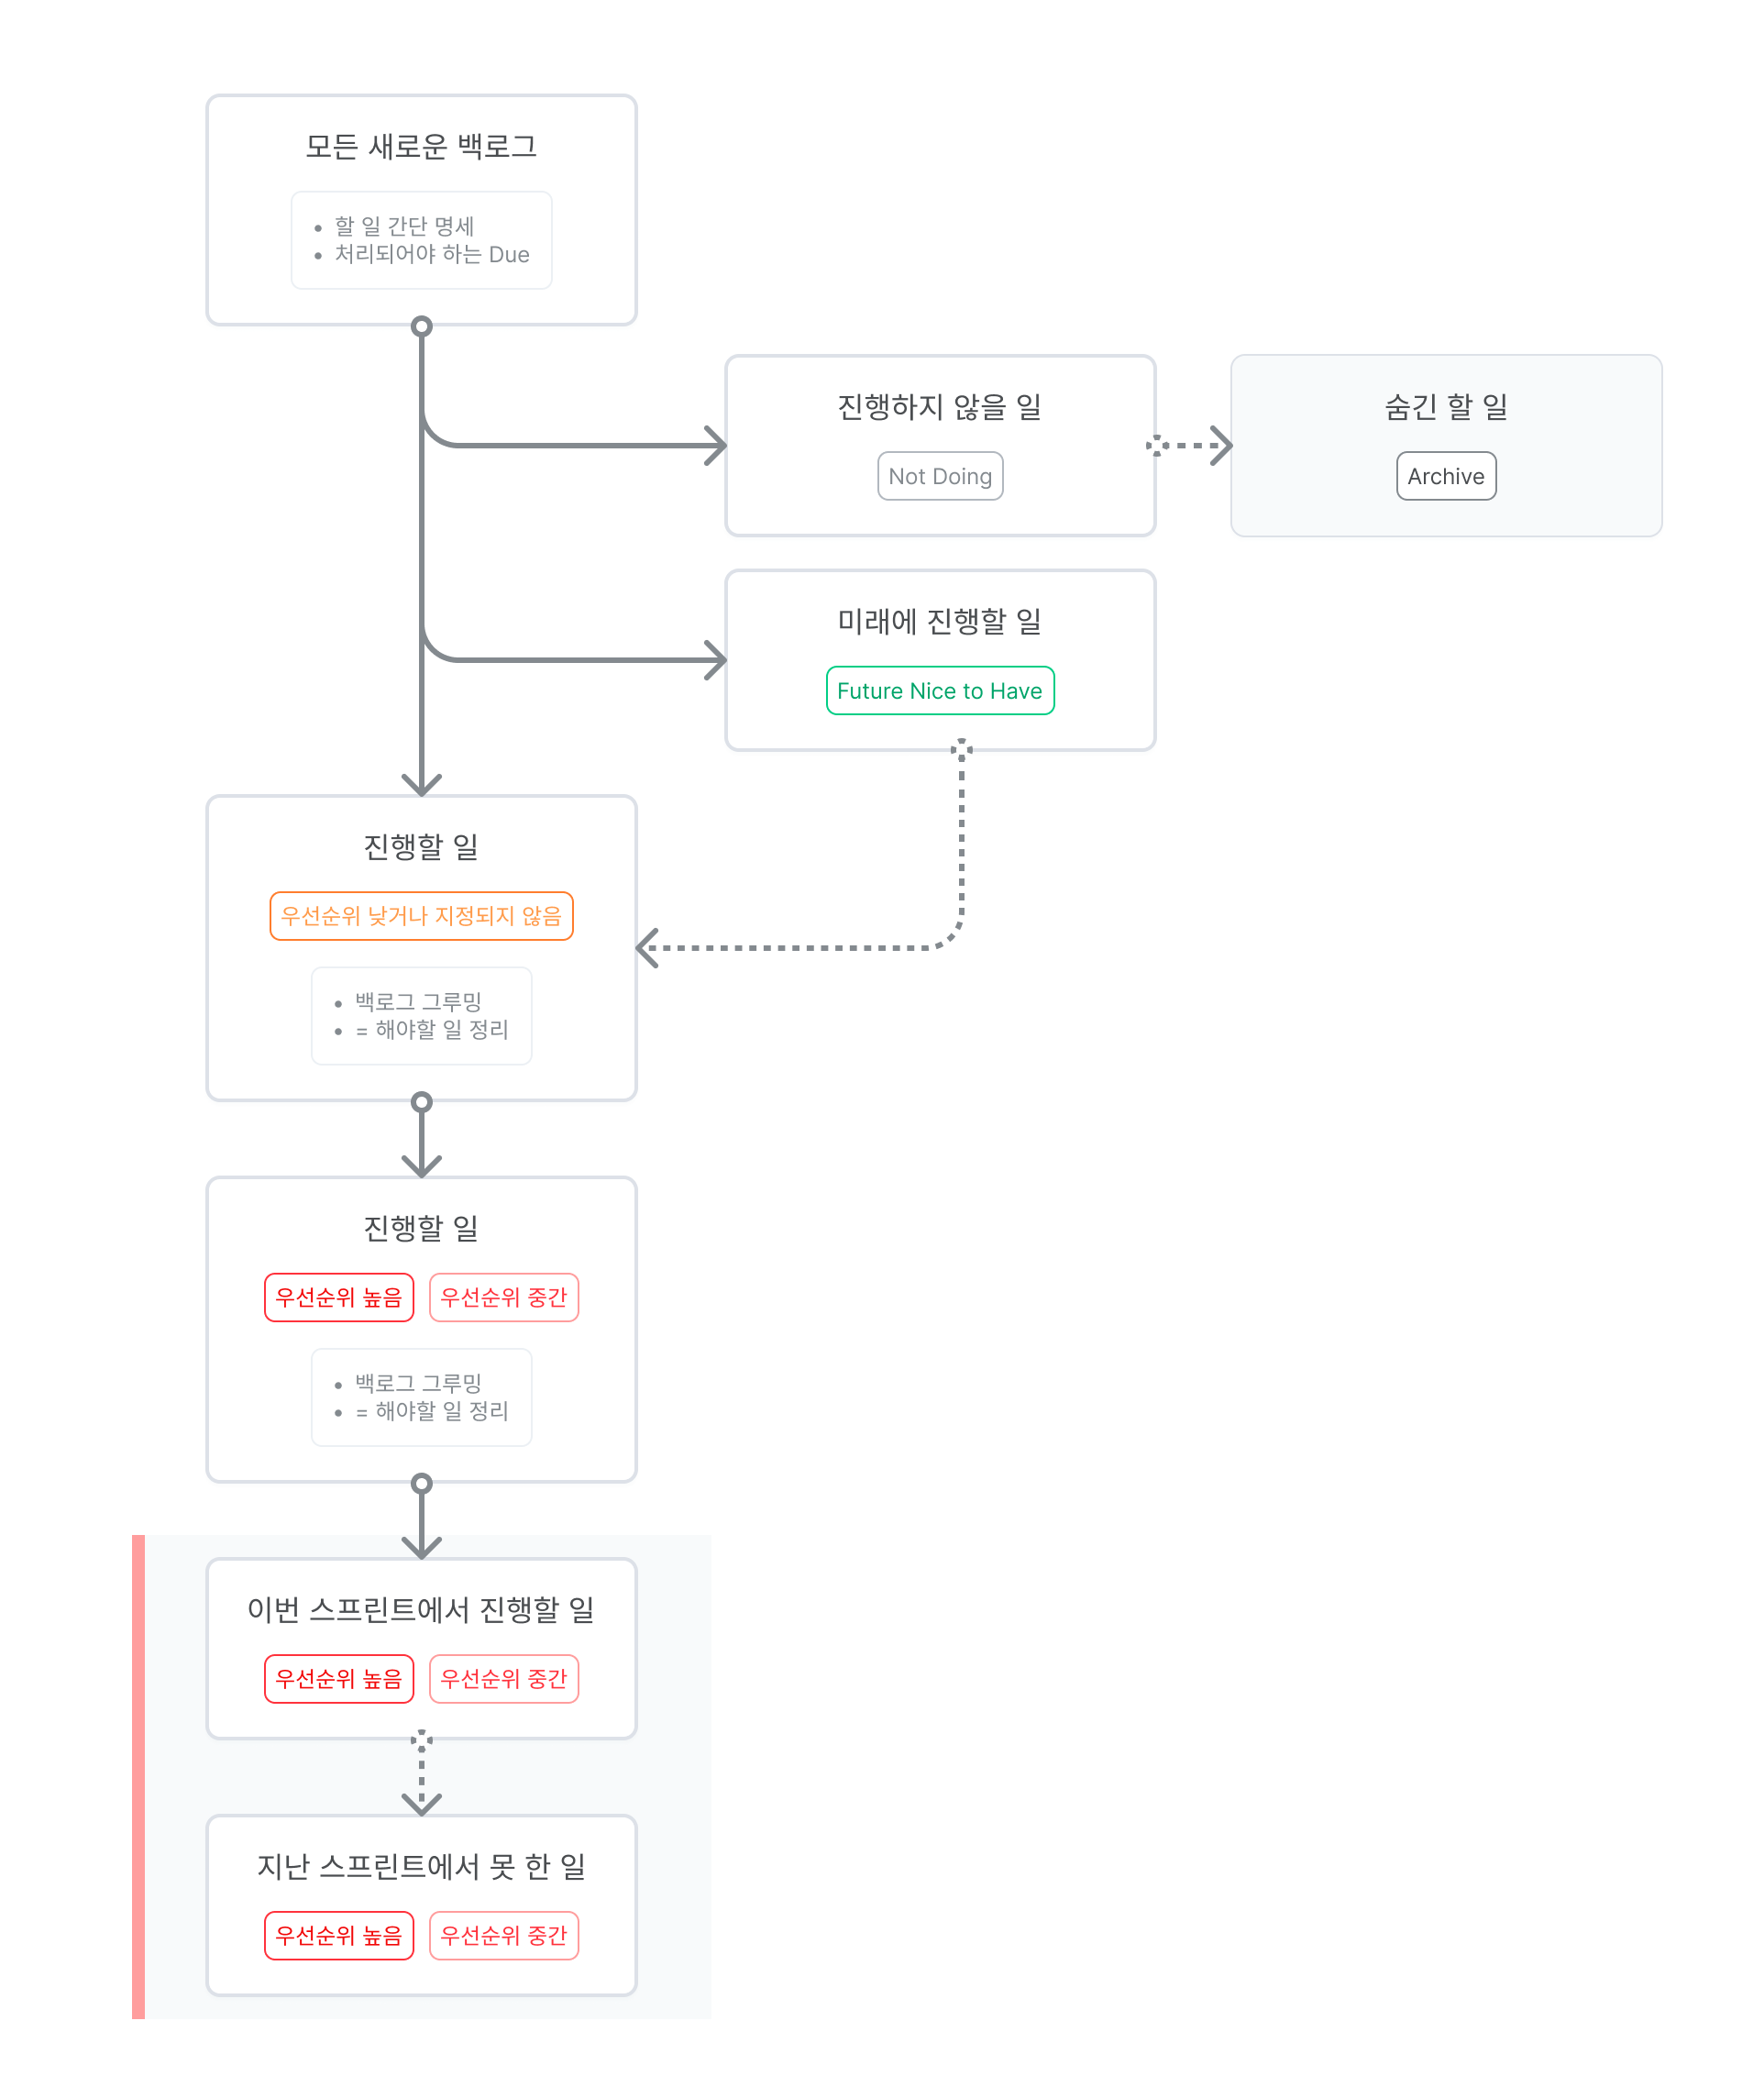 모든 새로운 백로그
• 할 일 간단 명세
• 처리되어야 하는 Due
진행하지 않을 일
Not Doing
숨긴 할 일
Archive
미래에 진행할 일
Future Nice to Have
진행할 일
우선순위 낮거나 지정되지 않음
• 백로그 그루밍
• = 해야할 일 정리
진행할 일
우선순위 높음 우선순위 중간
• 백로그 그루밍
• = 해야할 일 정리
이번 스프린트에서 진행할 일
우선순위 높음 우선순위 중간
지난 스프린트에서 못 한 일
우선순위 높음 우선순위 중간